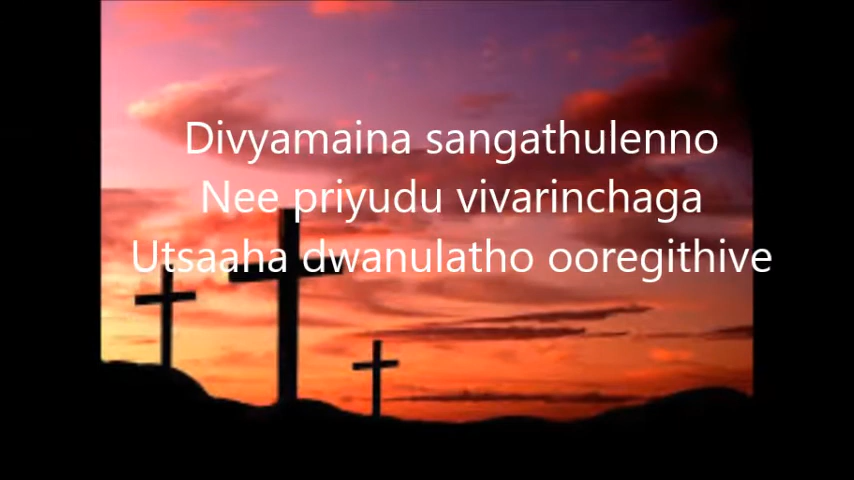 Divyamaina sangathulenno
Nee priyudu vivarinchaga
Utsaaha dwanulatho ooregithive